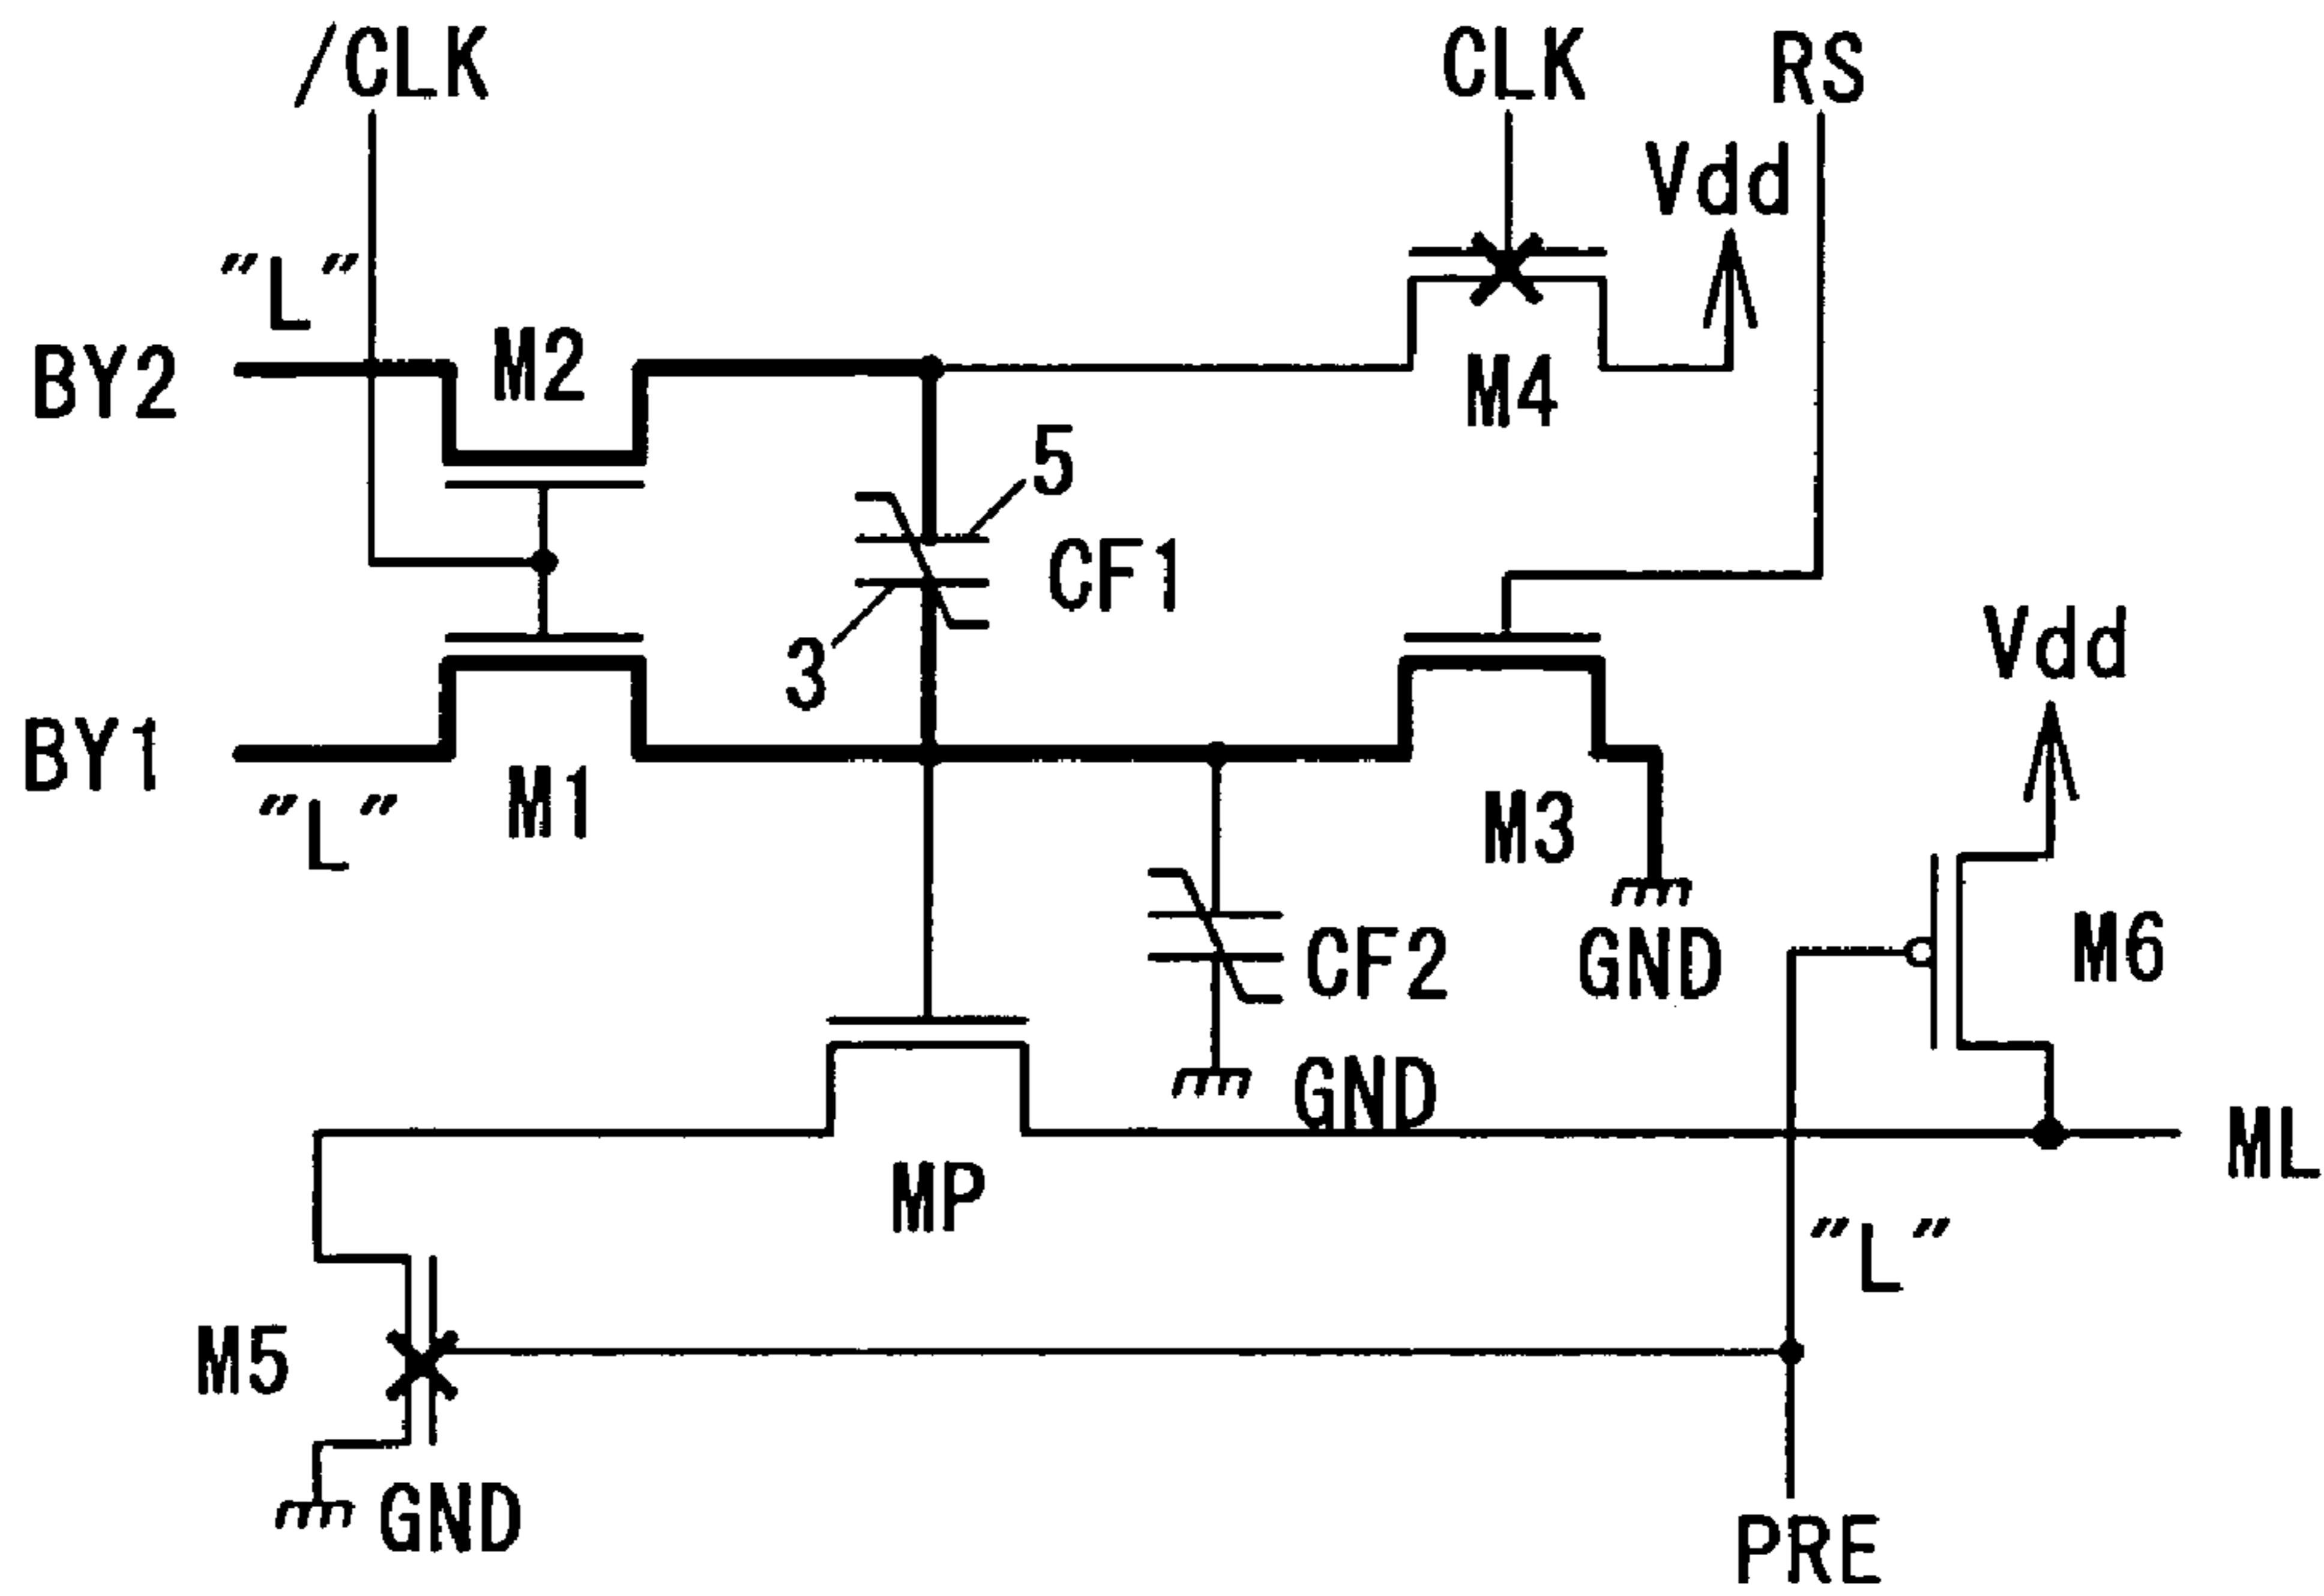 /CLK
CLK
RS
Vdd
"L"
BY2
M2
M4
5
CF1
3
Vdd
BY1
M1
"L"
M3
CF2
GND
M6
GND
ML
MP
"L"
M5
GND
PRE